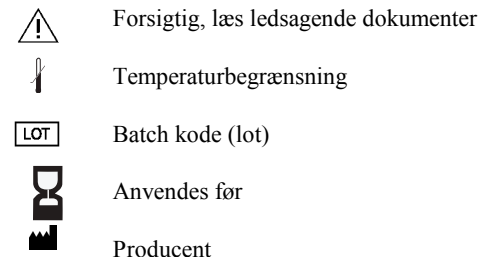 Forsigtig, læs ledsagende dokumenter
Temperaturbegrænsning
LOT Batch kode (lot)
Anvendes før
Producent